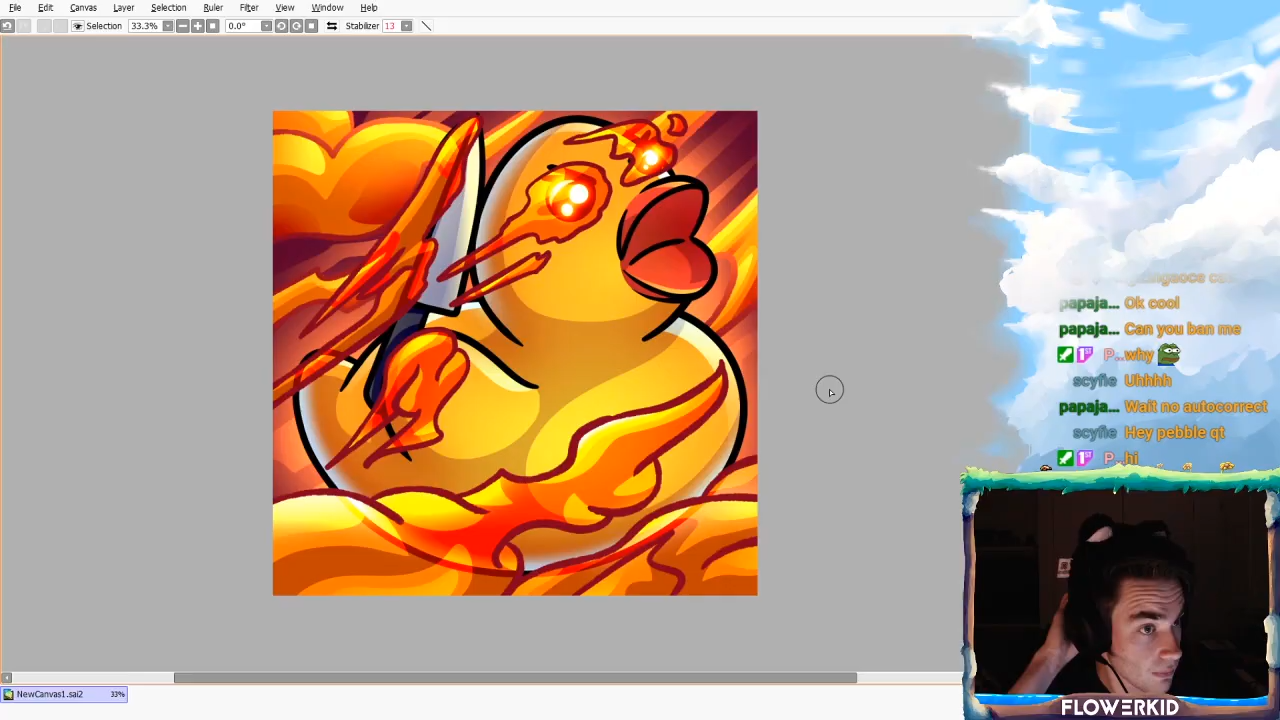 File Edit Canvas Layer Selection Ruler Filter View Window Help
Selection 33.3% 0.0° Stabilizer 13
papaja... Ok cool
papaja... Can you ban me
P.. why
scyfie Uhhhh
papaja... Wait no autocorrect
scyfie Hey pebble qt
P.. hi
NewCanvas1.sai2 33%
FLOWERKID